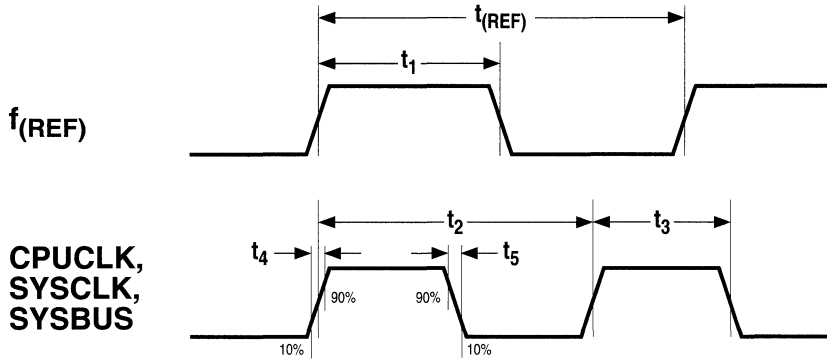 t(REF)
t1
f(REF)
t2
t3
CPUCLK,
SYSCLK,
SYSBUS
t4
t5
90%
90%
10%
10%